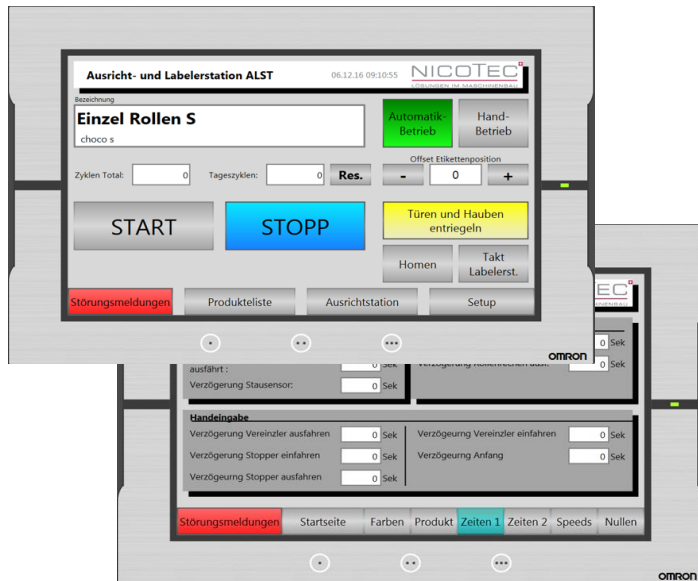 Ausricht- und Labelerstation ALST
06.12.16 09:10:55
NICOTEC
LÖSUNGEN IM MASCHINENBAU
Bezeichnung
Einzel Rollen S
choco s
Automatik-
Betrieb
Hand-
Betrieb
Offset Etikettenposition
Zyklen Total:
0
Tageszyklen:
0
Res.
-
0
+
START
STOPP
Türen und Hauben
entriegeln
Homen
Takt
Labelerst.
Störungsmeldungen
Produkteliste
Ausrichtstation
Setup
OMRON
TEC
0 Sek
ausfährt :
0 Sek
0 Sek
Verzögerung Stausensor:
0 Sek
Handeingabe
Verzögerung Vereinzler ausfahren
0 Sek
Verzögeurng Vereinzler einfahren
0 Sek
Verzögerung Stopper einfahren
0 Sek
Verzögeurng Anfang
0 Sek
Verzögeurng Stopper ausfahren
0 Sek
Störungsmeldungen
Startseite
Farben
Produkt
Zeiten 1
Zeiten 2
Speeds
Nullen
OMRON